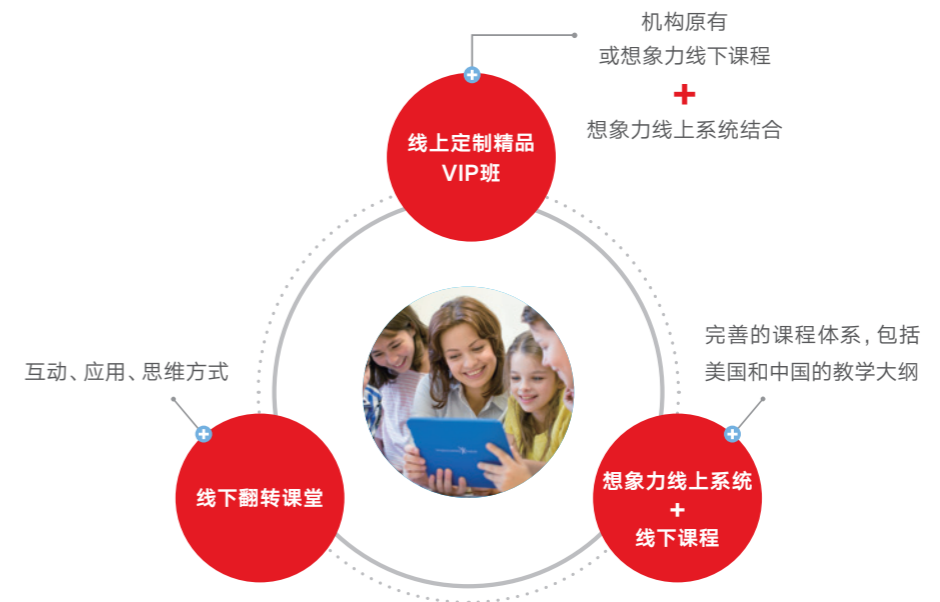 机构原有
或想象力线下课程
+
想象力线上系统结合
线上定制精品
VIP班
完善的课程体系，包括
美国和中国的教学大纲
互动、应用、思维方式
线下翻转课堂
想象力线上系统
+
线下课程